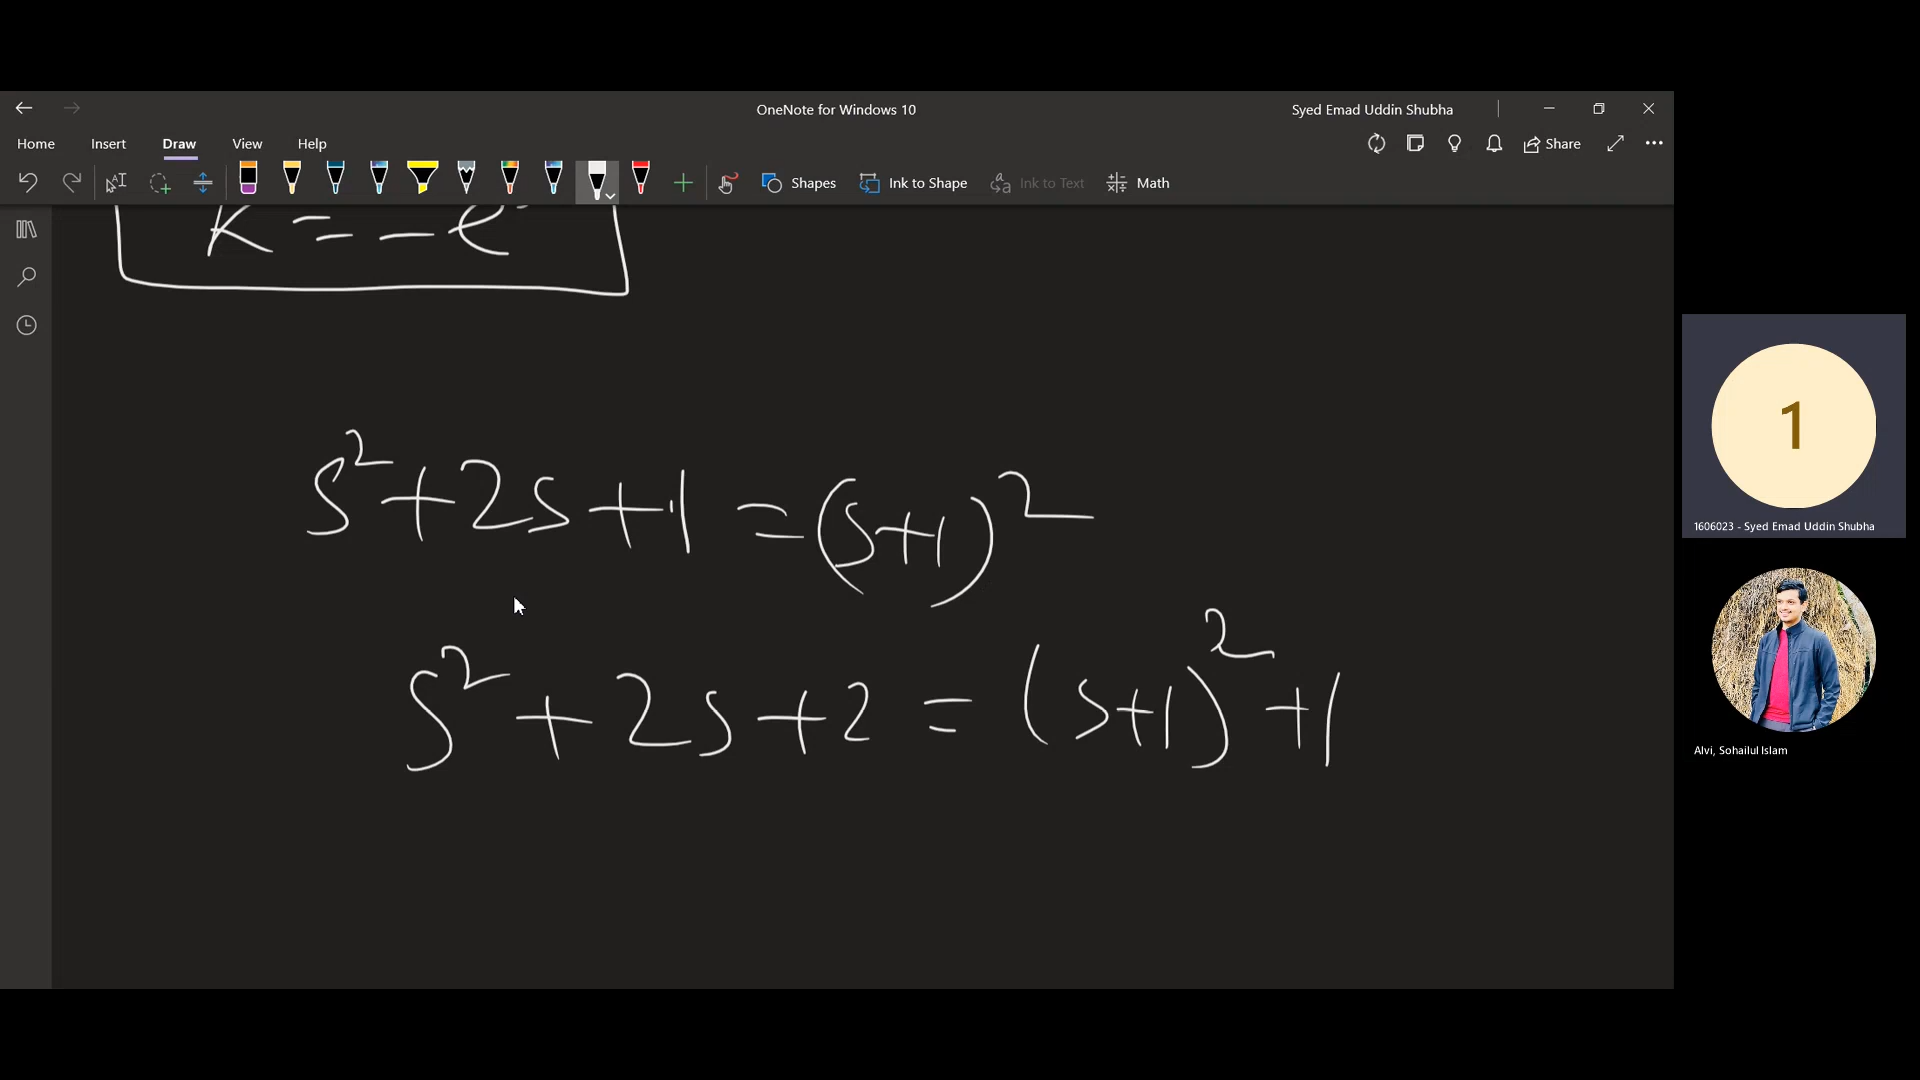 OneNote for Windows 10
Syed Emad Uddin Shubha
Home Insert Draw View Help
Share
Shapes Ink to Shape Ink to Text Math
K = - e
s² + 2s + 1 = (s+1)²
s² + 2s + 2 = (s+1)² + 1
1
1606023 - Syed Emad Uddin Shubha
Alvi, Sohailul Islam